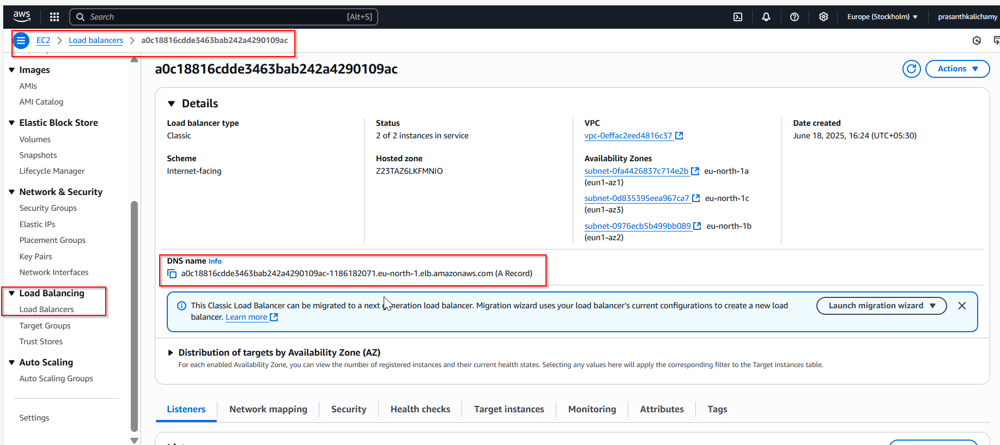 aws
Search
[Alt+S]
Europe (Stockholm)
prasanthkalichamy
EC2
Load balancers
a0c18816cdde3463bab242a4290109ac
Images
AMIs
AMI Catalog
Elastic Block Store
Volumes
Snapshots
Lifecycle Manager
Network & Security
Security Groups
Elastic IPs
Placement Groups
Key Pairs
Network Interfaces
Load Balancing
Load Balancers
Target Groups
Trust Stores
Auto Scaling
Auto Scaling Groups
Settings
a0c18816cdde3463bab242a4290109ac
Actions
Details
Load balancer type
Classic
Scheme
Internet-facing
Status
2 of 2 instances in service
Hosted zone
Z23TAZ6LKFMNIO
VPC
vpc-0effac2eed4816c37
Availability Zones
subnet-0fa4426837c714e2b eu-north-1a
(eun1-az1)
subnet-0d835395eea967ca7 eu-north-1c
(eun1-az3)
subnet-0976ecb5b499bb089 eu-north-1b
(eun1-az2)
Date created
June 18, 2025, 16:24 (UTC+05:30)
DNS name Info
a0c18816cdde3463bab242a4290109ac-1186182071.eu-north-1.elb.amazonaws.com (A Record)
This Classic Load Balancer can be migrated to a next generation load balancer. Migration wizard uses your load balancer's current configurations to create a new load
balancer. Learn more
Launch migration wizard
Distribution of targets by Availability Zone (AZ)
For each enabled Availability Zone, you can view the number of registered instances and their current health states. Selecting any values here will apply the corresponding filter to the Target instances table.
Listeners
Network mapping
Security
Health checks
Target instances
Monitoring
Attributes
Tags